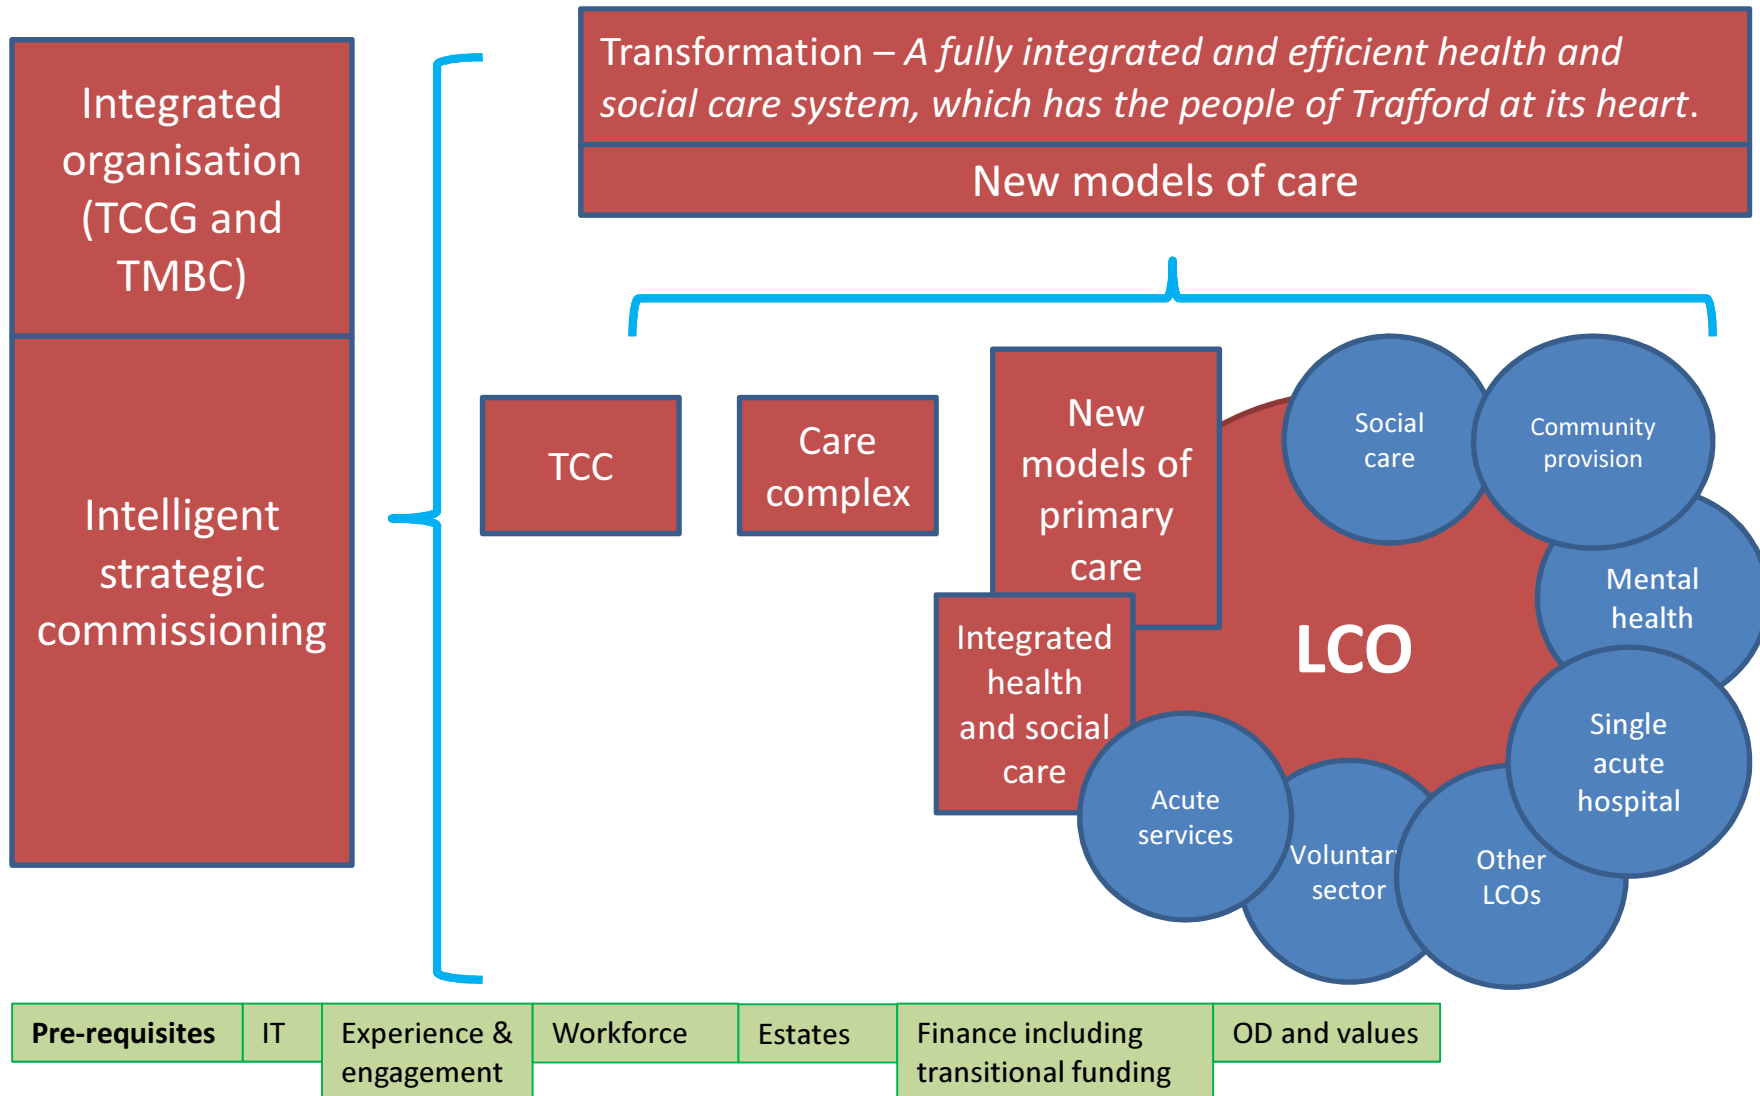 Integrated
organisation
(TCCG and
TMBC)
Intelligent
strategic
commissioning
Transformation – A fully integrated and efficient health and
social care system, which has the people of Trafford at its heart.
New models of care
TCC
Care
complex
New
models of
primary
care
Integrated
health
and social
care
LCO
Social
care
Community
provision
Mental
health
Single
acute
hospital
Other
LCOs
Voluntary
sector
Acute
services
Pre-requisites
IT
Experience &
engagement
Workforce
Estates
Finance including
transitional funding
OD and values